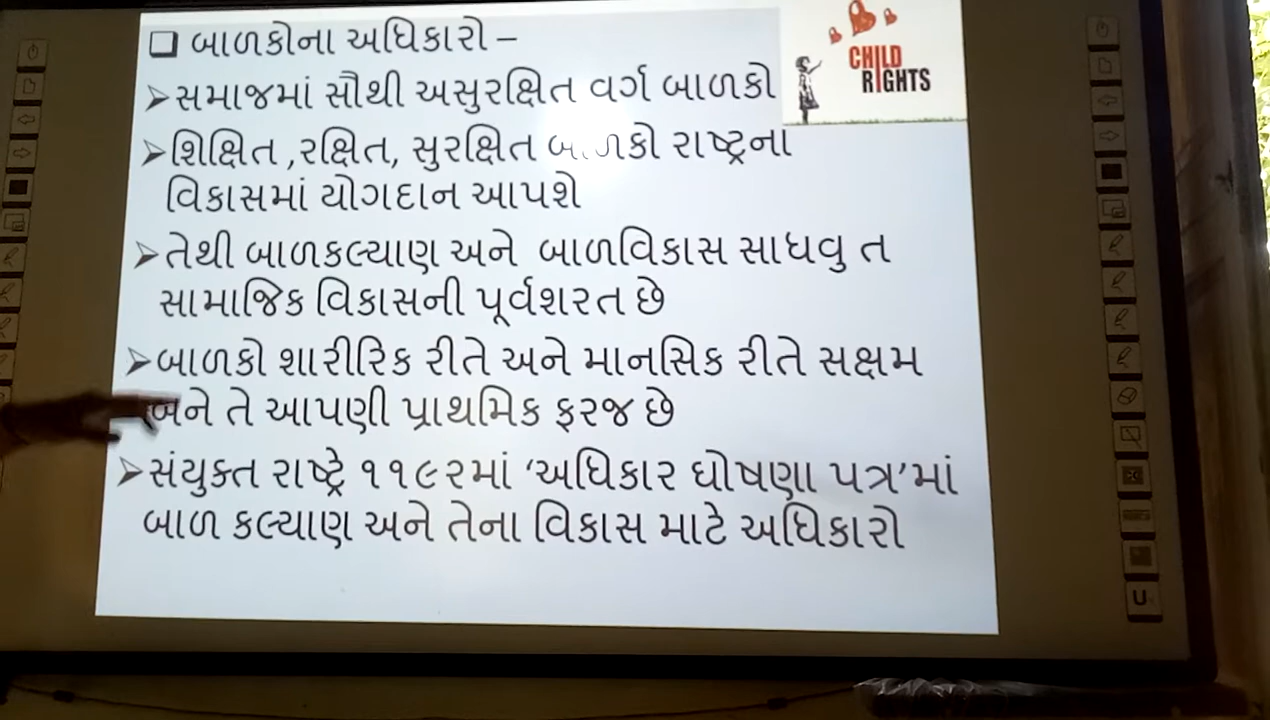 ❑ બાળકોના અધિકારો –
➢સમાજમાં સૌથી અસુરક્ષિત વર્ગ બાળકો
CHILD
RIGHTS
➢શિક્ષિત ,રક્ષિત, સુરક્ષિત બાળકો રાષ્ટ્રના
વિકાસમાં યોગદાન આપશે
➢તેથી બાળકલ્યાણ અને બાળવિકાસ સાધવુ ત
સામાજિક વિકાસની પૂર્વશરત છે
➢બાળકો શારીરિક રીતે અને માનસિક રીતે સક્ષમ
બને તે આપણી પ્રાથમિક ફરજ છે
➢સંયુક્ત રાષ્ટ્રે ૧૧૯૨માં ‘અધિકાર ઘોષણા પત્ર’માં
બાળ કલ્યાણ અને તેના વિકાસ માટે અધિકારો